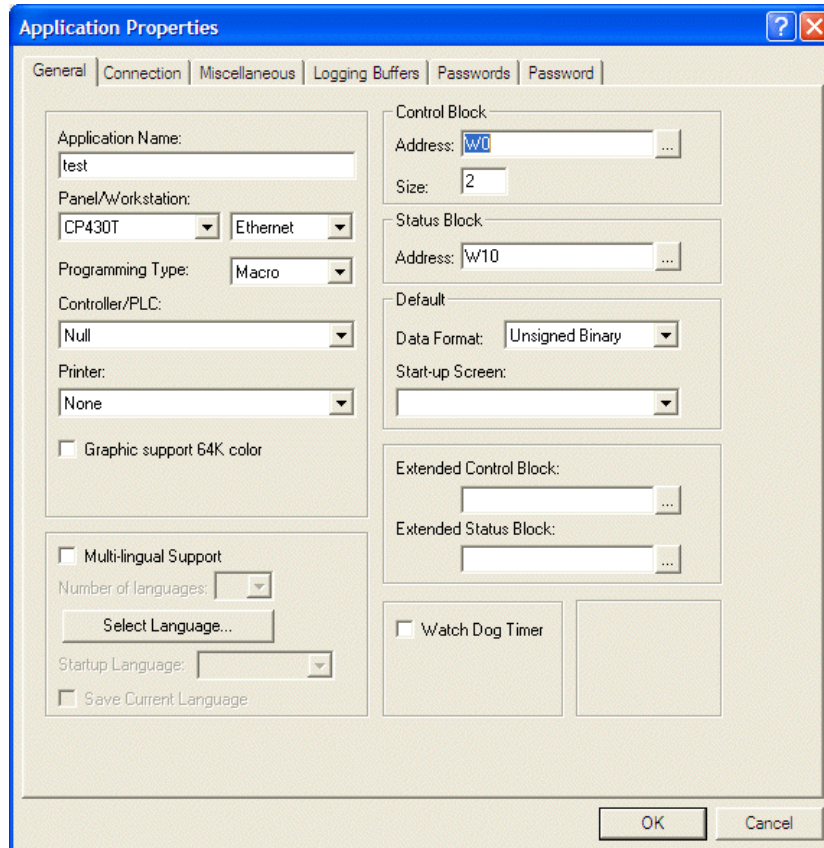 Application Properties
General Connection Miscellaneous Logging Buffers Passwords Password
Application Name:
test
Panel/Workstation:
CP430T Ethernet
Programming Type: Macro
Controller/PLC:
Null
Printer:
None
Graphic support 64K color
Multi-lingual Support
Number of languages:
Select Language...
Startup Language:
Save Current Language
Control Block
Address: W0 ...
Size: 2
Status Block
Address: W10 ...
Default
Data Format: Unsigned Binary
Start-up Screen:
Extended Control Block:
...
Extended Status Block:
...
Watch Dog Timer
OK Cancel